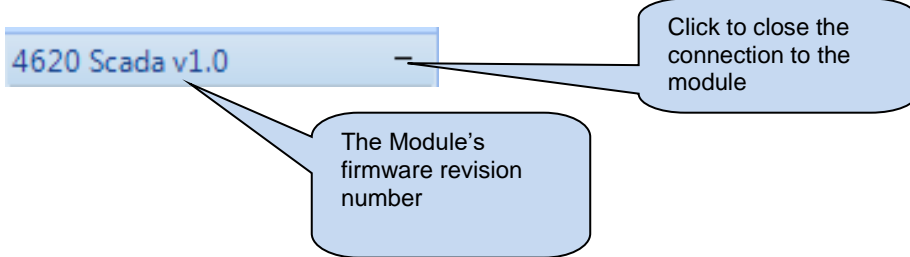 4620 Scada v1.0 –
Click to close the
connection to the
module
The Module’s
firmware revision
number